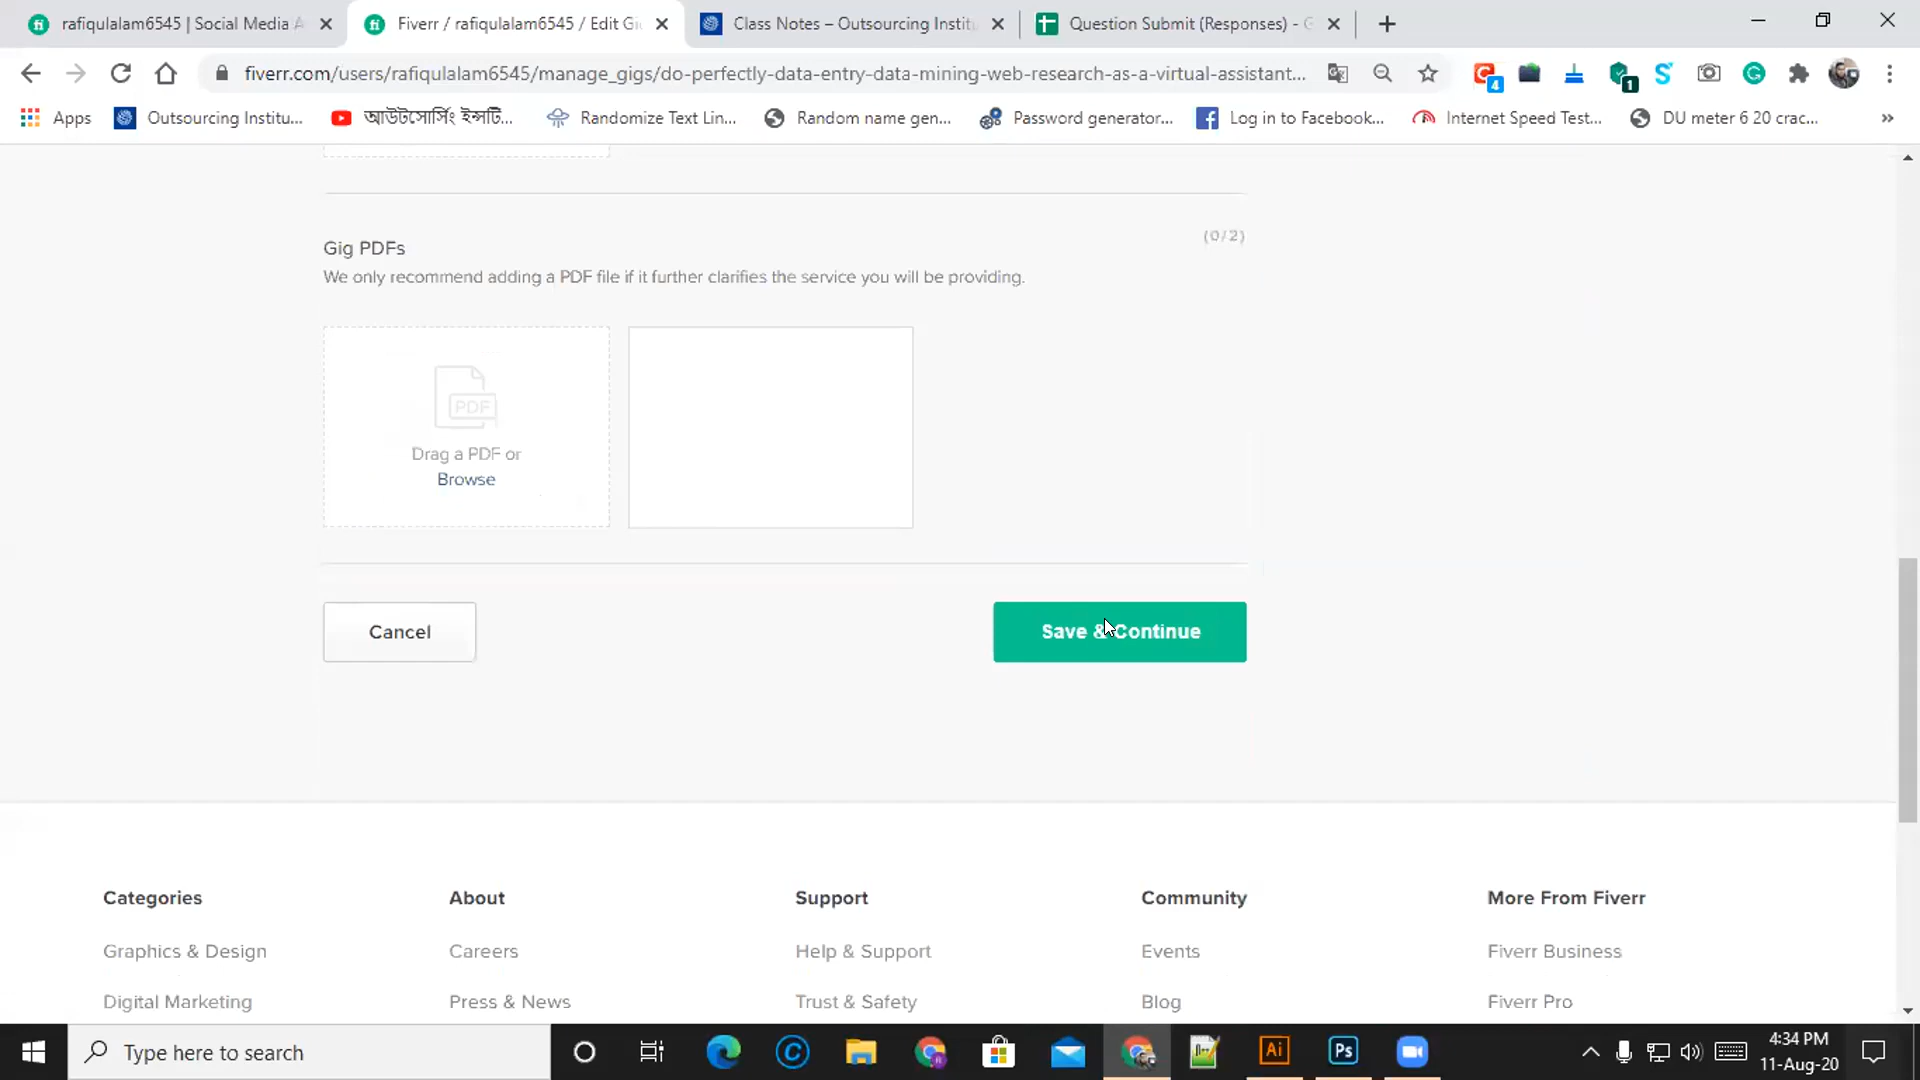 rafiqulalam6545 | Social Media A
Fiverr / rafiqulalam6545 / Edit Gi
Class Notes – Outsourcing Institu
Question Submit (Responses) - G
fiverr.com/users/rafiqulalam6545/manage_gigs/do-perfectly-data-entry-data-mining-web-research-as-a-virtual-assistant...
4
1
Apps
Outsourcing Institu...
আউটসোর্সিং ইন্সটি...
Randomize Text Lin...
Random name gen...
Password generator...
Log in to Facebook...
Internet Speed Test...
DU meter 6 20 crac...
»
Gig PDFs
(0/2)
We only recommend adding a PDF file if it further clarifies the service you will be providing.
PDF
Drag a PDF or
Browse
Cancel
Save & Continue
Categories
About
Support
Community
More From Fiverr
Graphics & Design
Careers
Help & Support
Events
Fiverr Business
Digital Marketing
Press & News
Trust & Safety
Blog
Fiverr Pro
Type here to search
Ai
Ps
4:34 PM
11-Aug-20